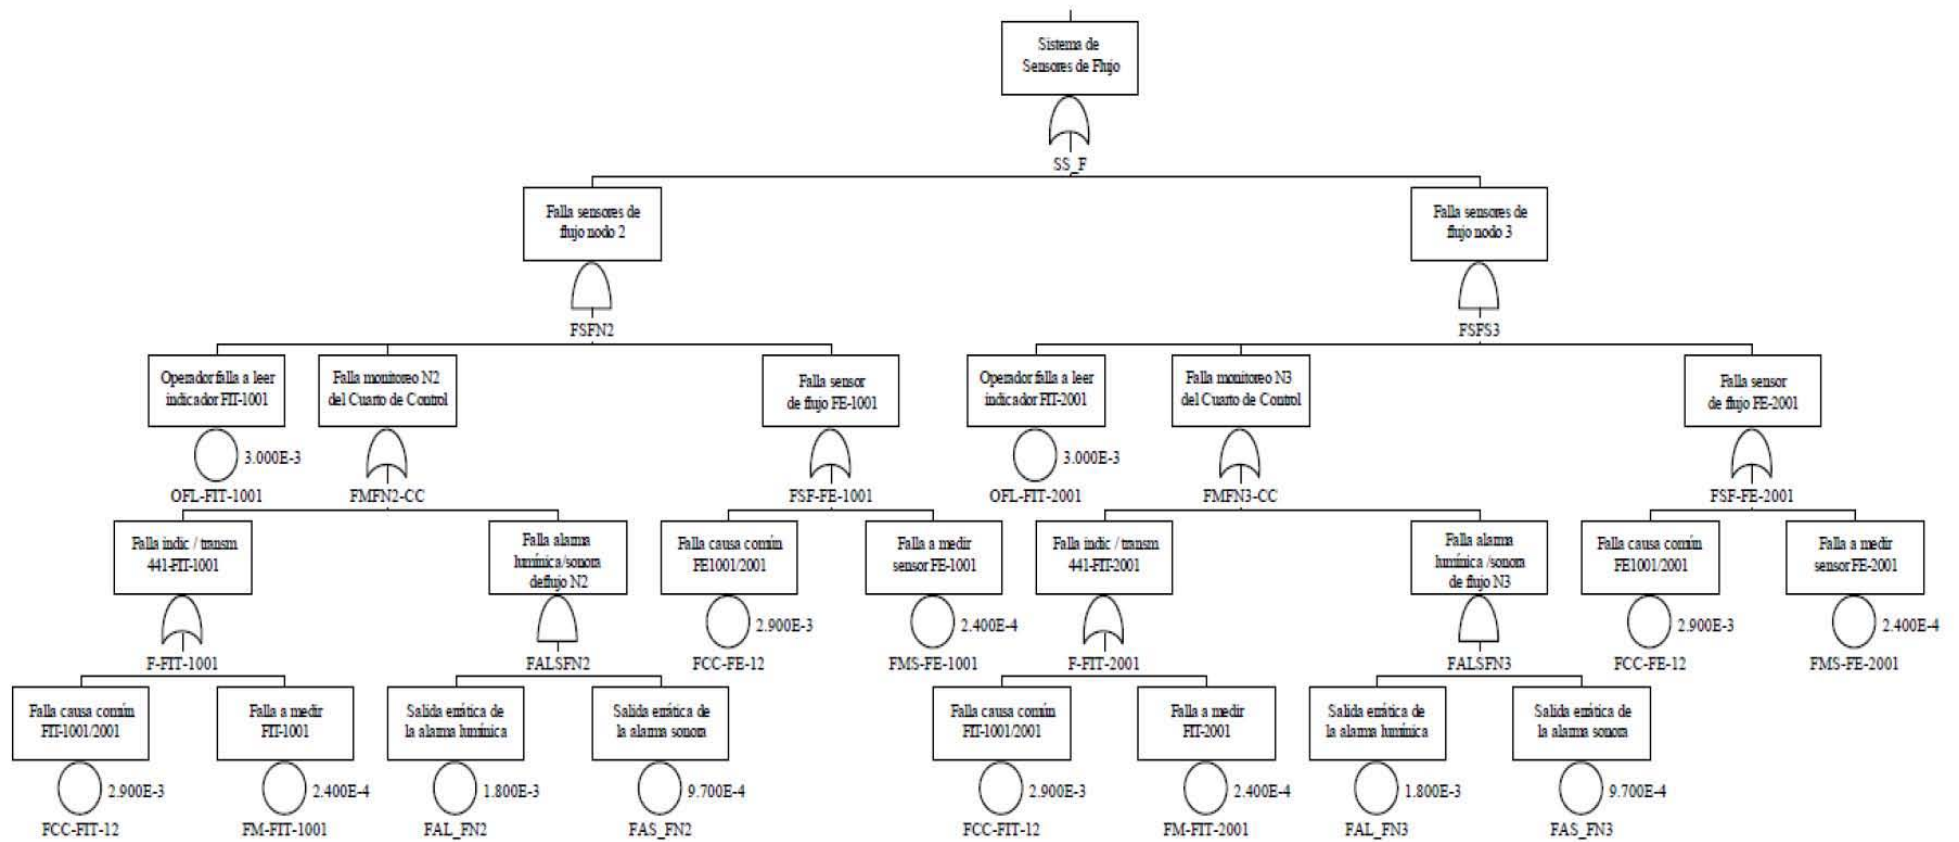 Sistema de
Sensores de Flujo
SS_F
Falla sensores de
flujo nodo 2
FSFN2
Falla sensores de
flujo nodo 3
FSFS3
Operador falla a leer
indicador FIT-1001
3.000E-3
OFL-FIT-1001
Falla monitoreo N2
del Cuarto de Control
FMFN2-CC
Falla sensor
de flujo FE-1001
FSF-FE-1001
Operador falla a leer
indicador FIT-2001
3.000E-3
OFL-FIT-2001
Falla monitoreo N3
del Cuarto de Control
FMFN3-CC
Falla sensor
de flujo FE-2001
FSF-FE-2001
Falla indic / transm
441-FIT-1001
F-FIT-1001
Falla alarma
lumínica/sonora
deflujo N2
FALSFN2
Falla causa común
FE1001/2001
2.900E-3
FCC-FE-12
Falla a medir
sensor FE-1001
2.400E-4
FMS-FE-1001
Falla indic / transm
441-FIT-2001
F-FIT-2001
Falla alarma
lumínica /sonora
de flujo N3
FALSFN3
Falla causa común
FE1001/2001
2.900E-3
FCC-FE-12
Falla a medir
sensor FE-2001
2.400E-4
FMS-FE-2001
Falla causa común
FIT-1001/2001
2.900E-3
FCC-FIT-12
Falla a medir
FIT-1001
2.400E-4
FM-FIT-1001
Salida errática de
la alarma lumínica
1.800E-3
FAL_FN2
Salida errática de
la alarma sonora
9.700E-4
FAS_FN2
Falla causa común
FIT-1001/2001
2.900E-3
FCC-FIT-12
Falla a medir
FIT-2001
2.400E-4
FM-FIT-2001
Salida errática de
la alarma lumínica
1.800E-3
FAL_FN3
Salida errática de
la alarma sonora
9.700E-4
FAS_FN3